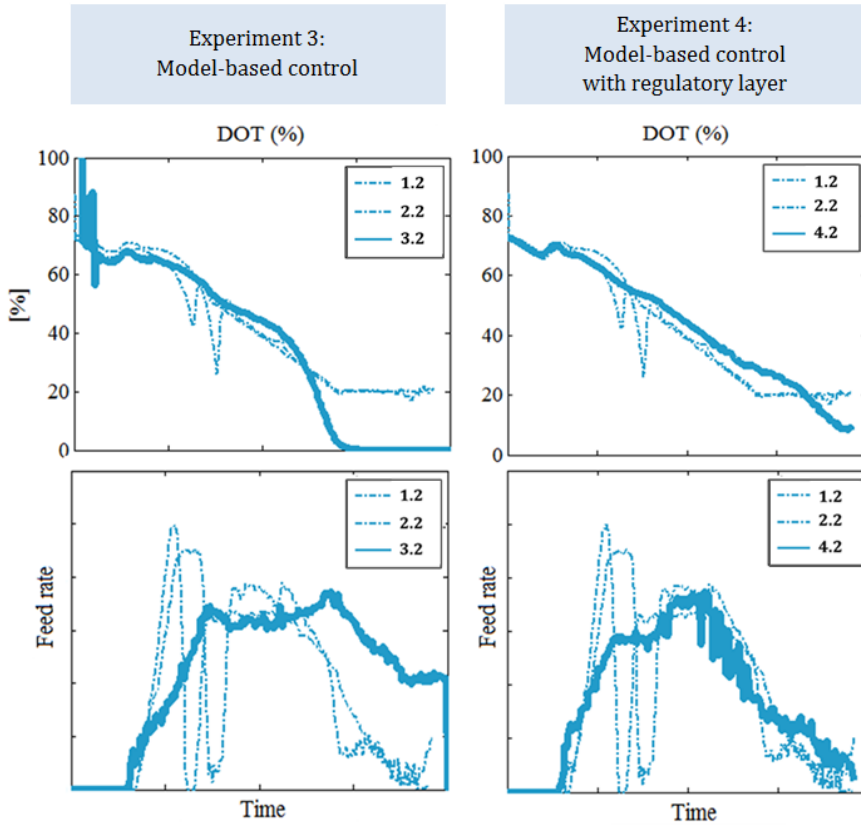 Experiment 3:
Model-based control
Experiment 4:
Model-based control
with regulatory layer
DOT (%)
100
80
60
40
20
0
[%]
1.2
2.2
3.2
DOT (%)
100
80
60
40
20
0
1.2
2.2
4.2
Feed rate
1.2
2.2
3.2
Time
Feed rate
1.2
2.2
4.2
Time